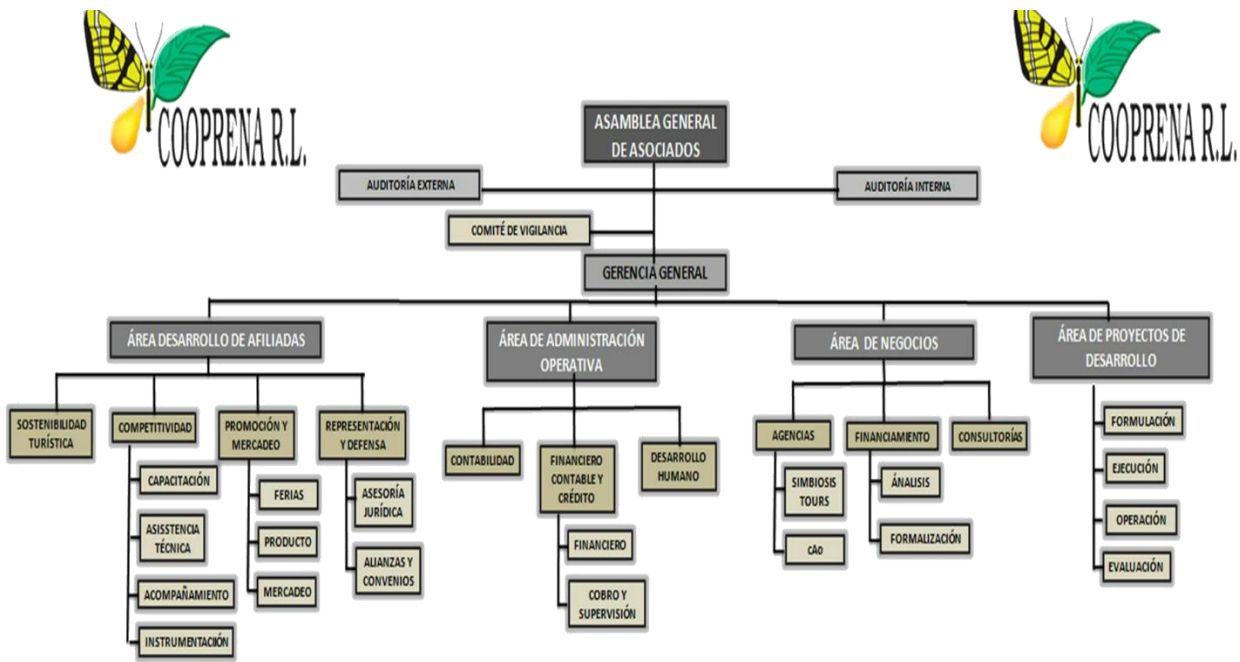 COOPRENA R.L.
COOPRENA R.L.
ASAMBLEA GENERAL
DE ASOCIADOS
AUDITORÍA EXTERNA
AUDITORÍA INTERNA
COMITÉ DE VIGILANCIA
GERENCIA GENERAL
ÁREA DESARROLLO DE AFILIADAS
ÁREA DE ADMINISTRACIÓN
OPERATIVA
ÁREA DE NEGOCIOS
ÁREA DE PROYECTOS DE
DESARROLLO
SOSTENIBILIDAD
TURÍSTICA
COMPETITIVIDAD
PROMOCIÓN Y
MERCADEO
REPRESENTACIÓN
Y DEFENSA
CAPACITACIÓN
ASISSTENCIA
TÉCNICA
ACOMPAÑAMIENTO
INSTRUMENTACIIÓN
FERIAS
PRODUCTO
MERCADEO
ASESORÍA
JURÍDICA
ALIANZAS Y
CONVENIOS
CONTABILIDAD
FINANCIERO
CONTABLE Y
CRÉDITO
DESARROLLO
HUMANO
FINANCIERO
COBRO Y
SUPERVISIÓN
AGENCIAS
FINANCIAMIENTO
CONSULTORÍAS
SIMBIOSIS
TOURS
cAo
ÁNALISIS
FORMALIZACIÓN
FORMULACIÓN
EJECUCIÓN
OPERACIÓN
EVALUACIÓN